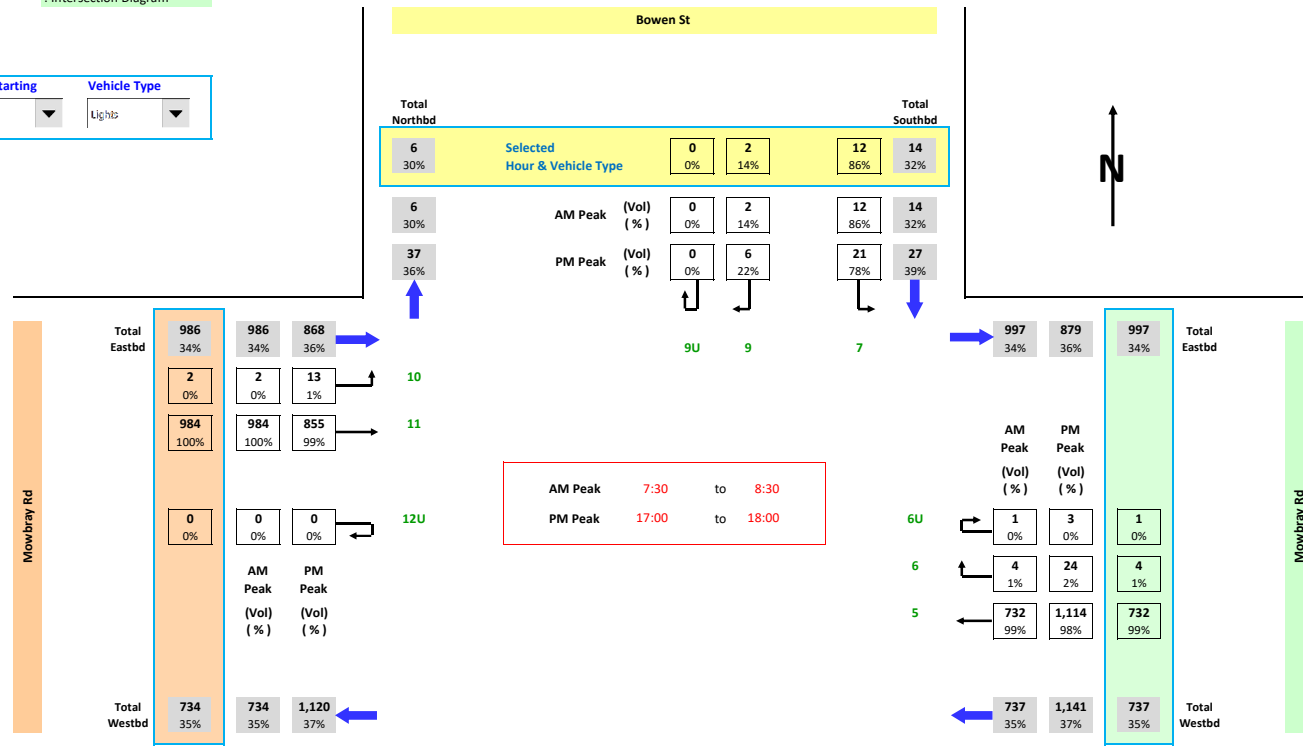 : Intersection Diagram
Bowen St
tarting Vehicle Type
Lights
Total Northbd
Total Southbd
6 Selected 0 2 12 14
30% Hour & Vehicle Type 0% 14% 86% 32%
N
6 AM Peak (Vol) 0 2 12 14
30% ( % ) 0% 14% 86% 32%
37 PM Peak (Vol) 0 6 21 27
36% ( % ) 0% 22% 78% 39%
Total 986 986 868 997 879 997 Total
Eastbd 34% 34% 36% 34% 36% 34% Eastbd
9U 9 7
2 2 13 10
0% 0% 1%
984 984 855 11
100% 100% 99%
AM PM
Peak Peak
(Vol) (Vol)
( % ) ( % )
Mowbray Rd
AM Peak 7:30 to 8:30
PM Peak 17:00 to 18:00
Mowbray Rd
0 0 0 12U 6U 1 3 1
0% 0% 0% 0% 0% 0%
6 4 24 4
1% 2% 1%
AM PM
Peak Peak
(Vol) (Vol)
( % ) ( % )
5 732 1,114 732
99% 98% 99%
Total 734 734 1,120 737 1,141 737 Total
Westbd 35% 35% 37% 35% 37% 35% Westbd